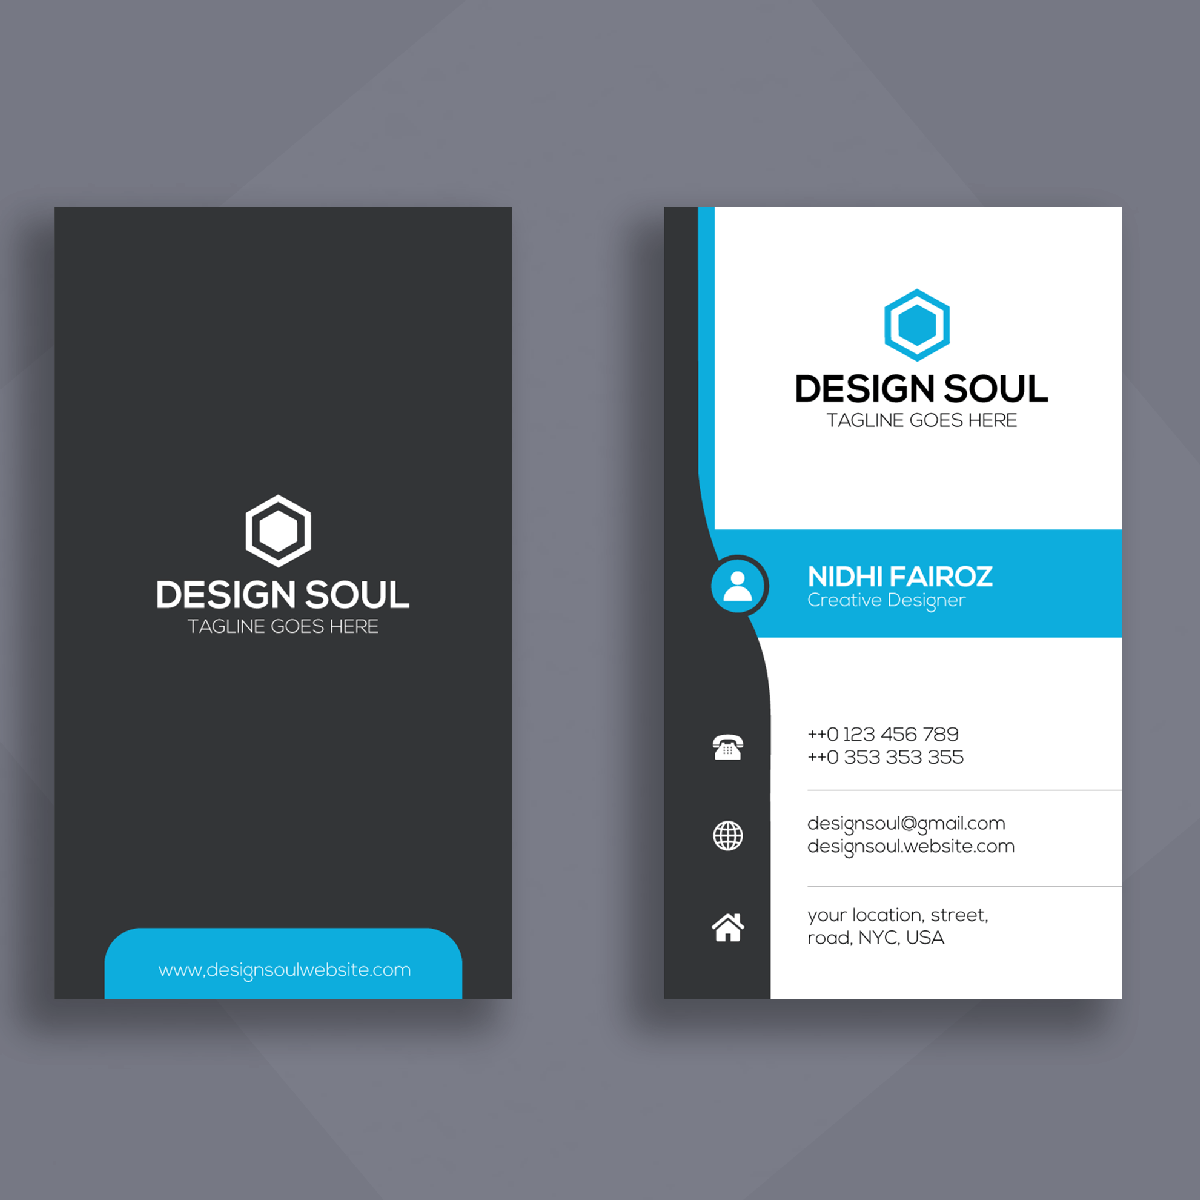 DESIGN SOUL
TAGLINE GOES HERE
www,designsoulwebsite.com
DESIGN SOUL
TAGLINE GOES HERE
NIDHI FAIROZ
Creative Designer
++0 123 456 789
++0 353 353 355
designsoul@gmail.com
designsoul.website.com
your location, street,
road, NYC, USA